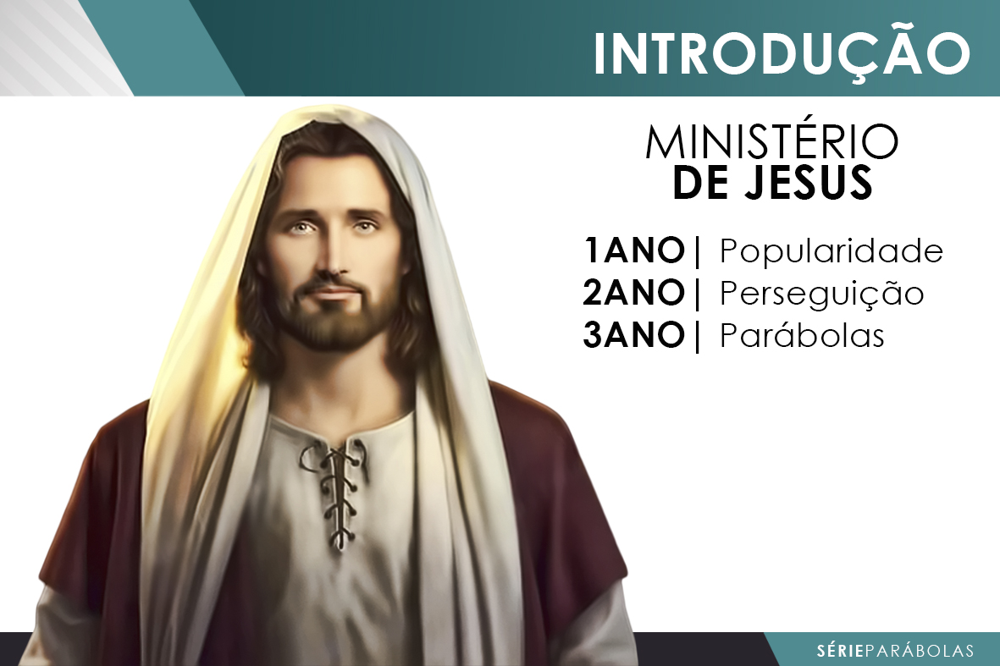 INTRODUÇÃO
MINISTÉRIO
DE JESUS
1ANO| Popularidade
2ANO| Perseguição
3ANO| Parábolas
SÉRIEPARÁBOLAS